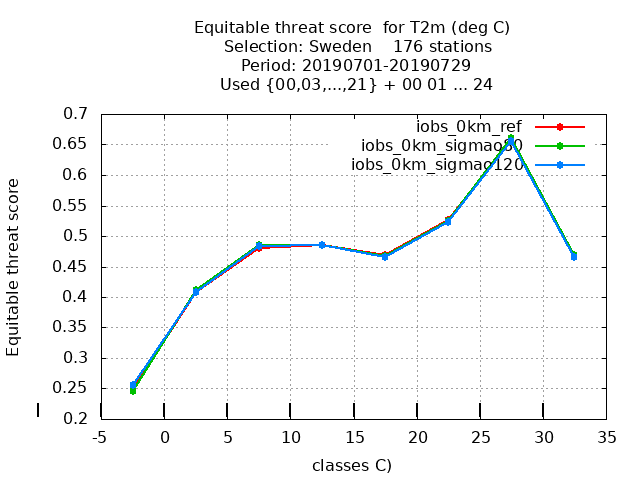 Equitable threat score  for T2m (deg C)
Selection: Sweden    176 stations
Period: 20190701-20190729
Used {00,03,...,21} + 00 01 ... 24
iobs_0km_ref
iobs_0km_sigmao80
iobs_0km_sigmao120
Equitable threat score
0.7
0.65
0.6
0.55
0.5
0.45
0.4
0.35
0.3
0.25
0.2
-5 0 5 10 15 20 25 30 35
classes C)